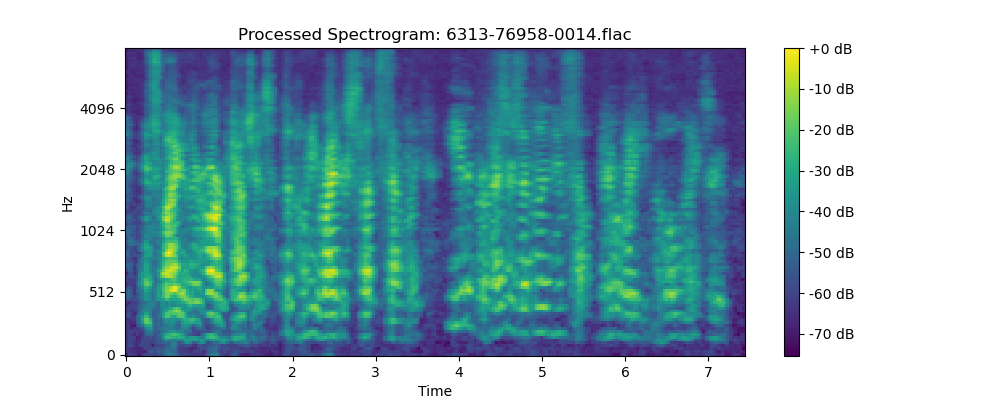 Processed Spectrogram: 6313-76958-0014.flac
Hz
4096
2048
1024
512
0
0 1 2 3 4 5 6 7
Time
+0 dB
-10 dB
-20 dB
-30 dB
-40 dB
-50 dB
-60 dB
-70 dB